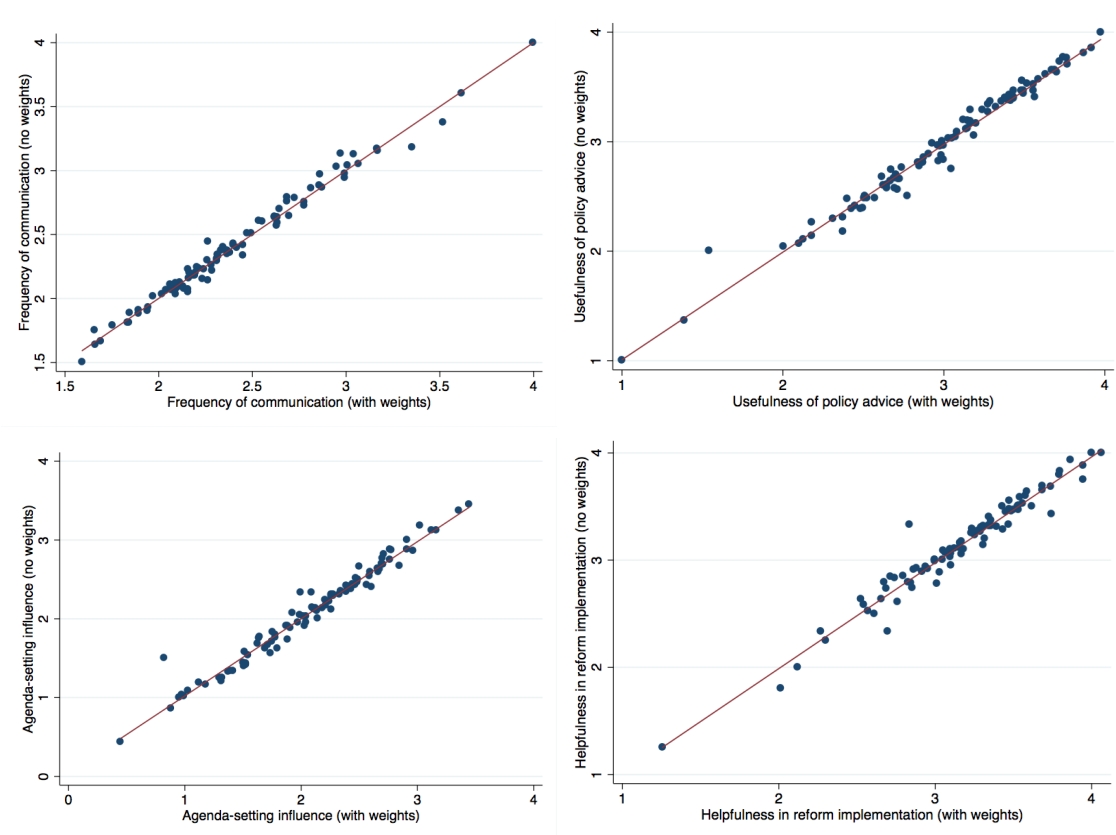 Frequency of communication (no weights)
4
3.5
3
2.5
2
1.5
1.5 2 2.5 3 3.5 4
Frequency of communication (with weights)
Usefulness of policy advice (no weights)
4
3
2
1
1 2 3 4
Usefulness of policy advice (with weights)
Agenda-setting influence (no weights)
4
3
2
1
0
0 1 2 3 4
Agenda-setting influence (with weights)
Helpfulness in reform implementation (no weights)
4
3
2
1
1 2 3 4
Helpfulness in reform implementation (with weights)